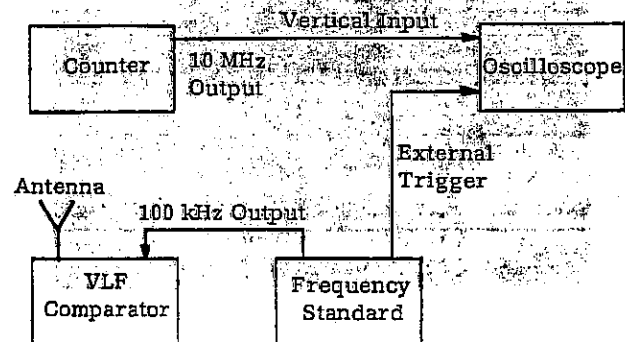 Vertical Input
Counter
10 MHz
Output
Oscilloscope
External
Trigger
Antenna
100 kHz Output
VLF
Comparator
Frequency
Standard